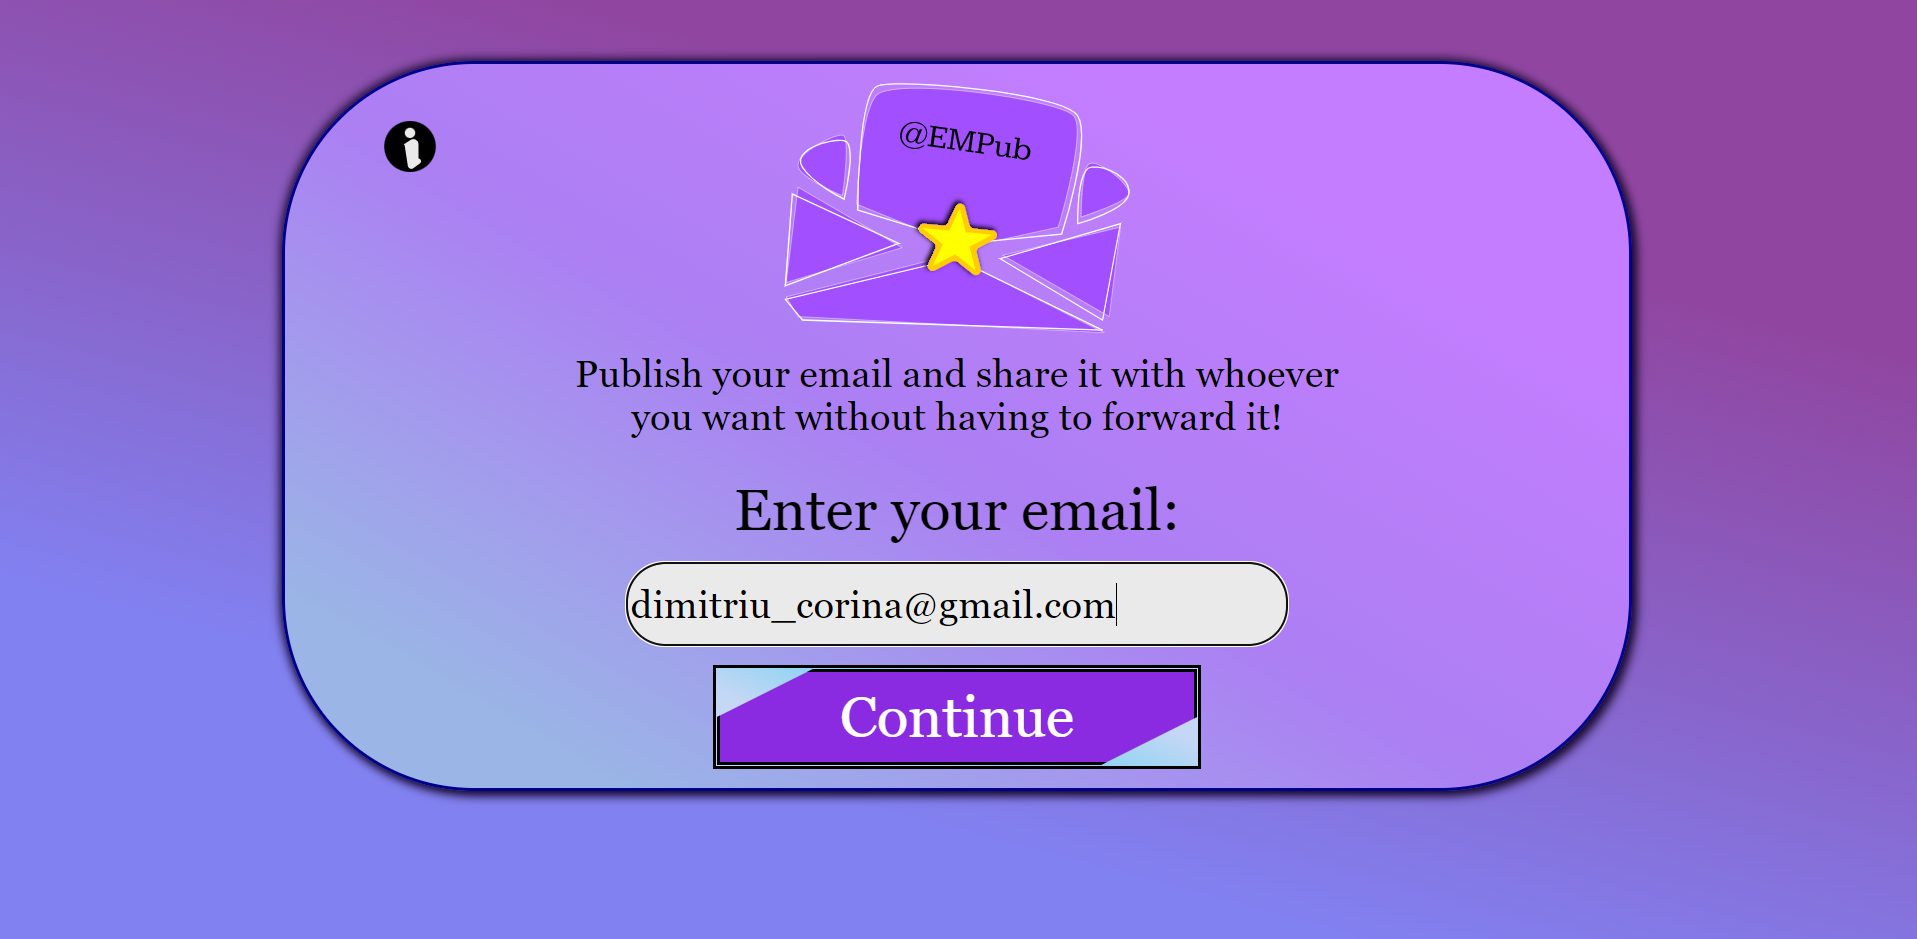 @EMPub
Publish your email and share it with whoever
you want without having to forward it!
Enter your email:
dimitriu_corina@gmail.com
Continue